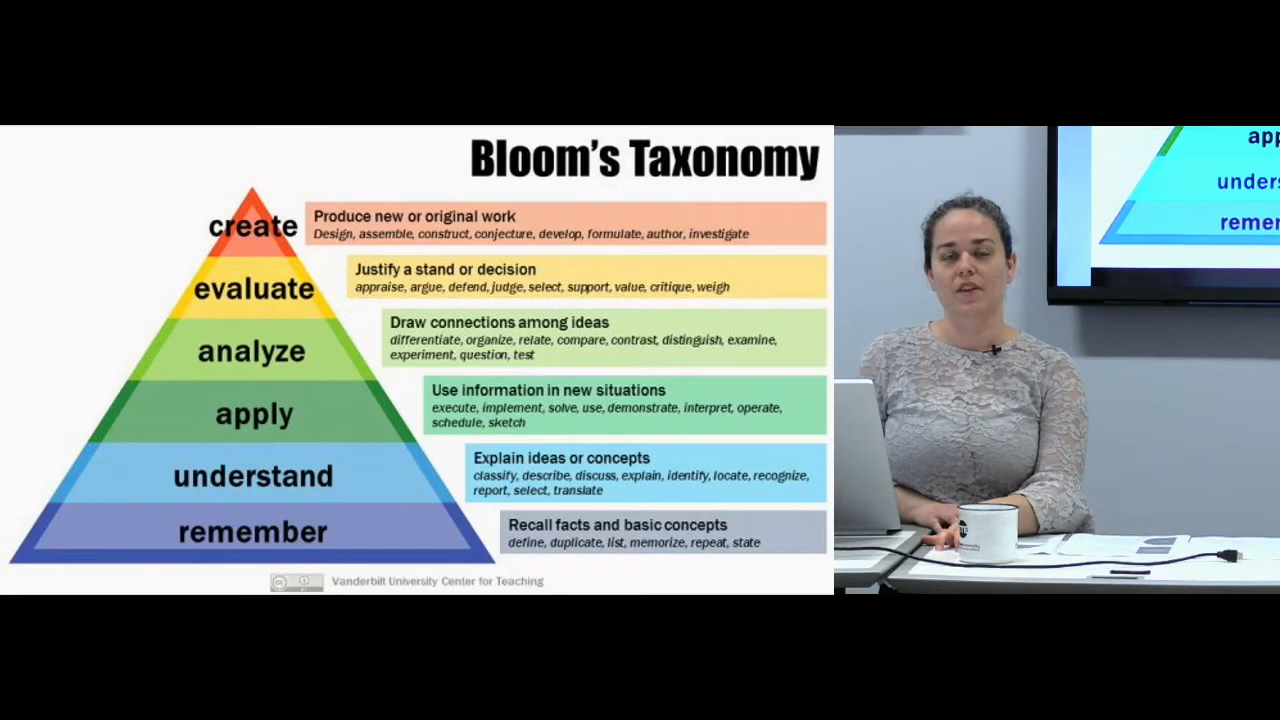 Bloom's Taxonomy
create
Produce new or original work
Design, assemble, construct, conjecture, develop, formulate, author, investigate
evaluate
Justify a stand or decision
appraise, argue, defend, judge, select, support, value, critique, weigh
analyze
Draw connections among ideas
differentiate, organize, relate, compare, contrast, distinguish, examine,
experiment, question, test
apply
Use information in new situations
execute, implement, solve, use, demonstrate, interpret, operate,
schedule, sketch
understand
Explain ideas or concepts
classify, describe, discuss, explain, identify, locate, recognize,
report, select, translate
remember
Recall facts and basic concepts
define, duplicate, list, memorize, repeat, state
Vanderbilt University Center for Teaching
app
unders
remem